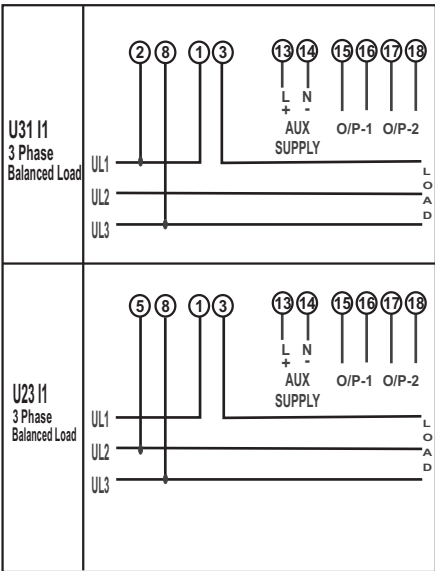 2 8 1 3 13 14 15 16 17 18
L N
+ -
AUX O/P-1 O/P-2
SUPPLY
U31 I1
3 Phase
Balanced Load
UL1
UL2
UL3
L
O
A
D
5 8 1 3 13 14 15 16 17 18
L N
+ -
AUX O/P-1 O/P-2
SUPPLY
U23 I1
3 Phase
Balanced Load
UL1
UL2
UL3
L
O
A
D